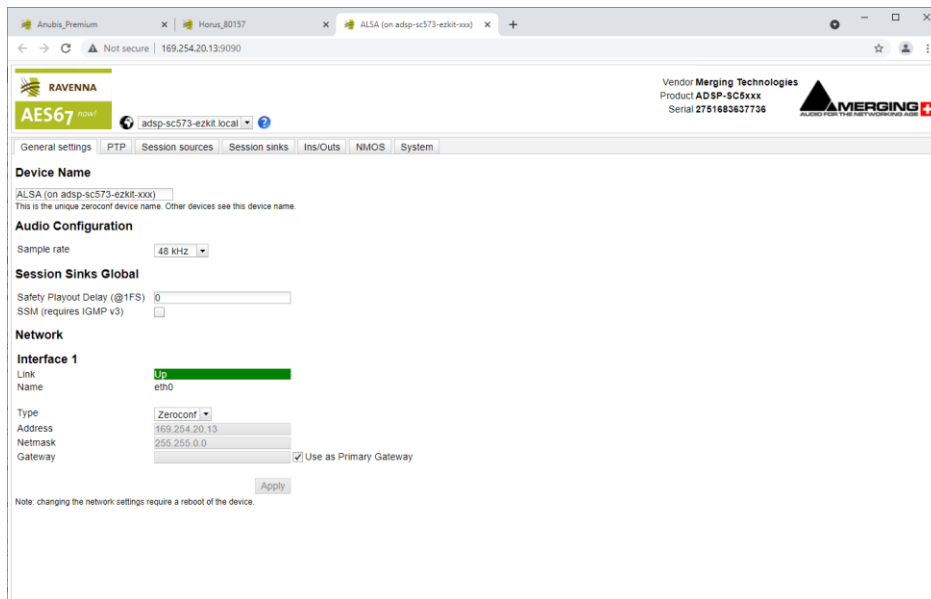 Anubis_Premium
Horus_80157
ALSA (on adsp-sc573-ezkit-xxx)
Not secure | 169.254.20.13:9090
RAVENNA
AES67 now!
adsp-sc573-ezkit.local
?
Vendor Merging Technologies
Product ADSP-SC5xxx
Serial 2751683637736
MERGING
AUDIO FOR THE NETWORKING AGE
General settings PTP Session sources Session sinks Ins/Outs NMOS System
Device Name
ALSA (on adsp-sc573-ezkit-xxx)
This is the unique zeroconf device name. Other devices see this device name.
Audio Configuration
Sample rate 48 kHz
Session Sinks Global
Safety Playout Delay (@1FS) 0
SSM (requires IGMP v3)
Network
Interface 1
Link Up
Name eth0
Type Zeroconf
Address 169.254.20.13
Netmask 255.255.0.0
Gateway Use as Primary Gateway
Apply
Note: changing the network settings require a reboot of the device.